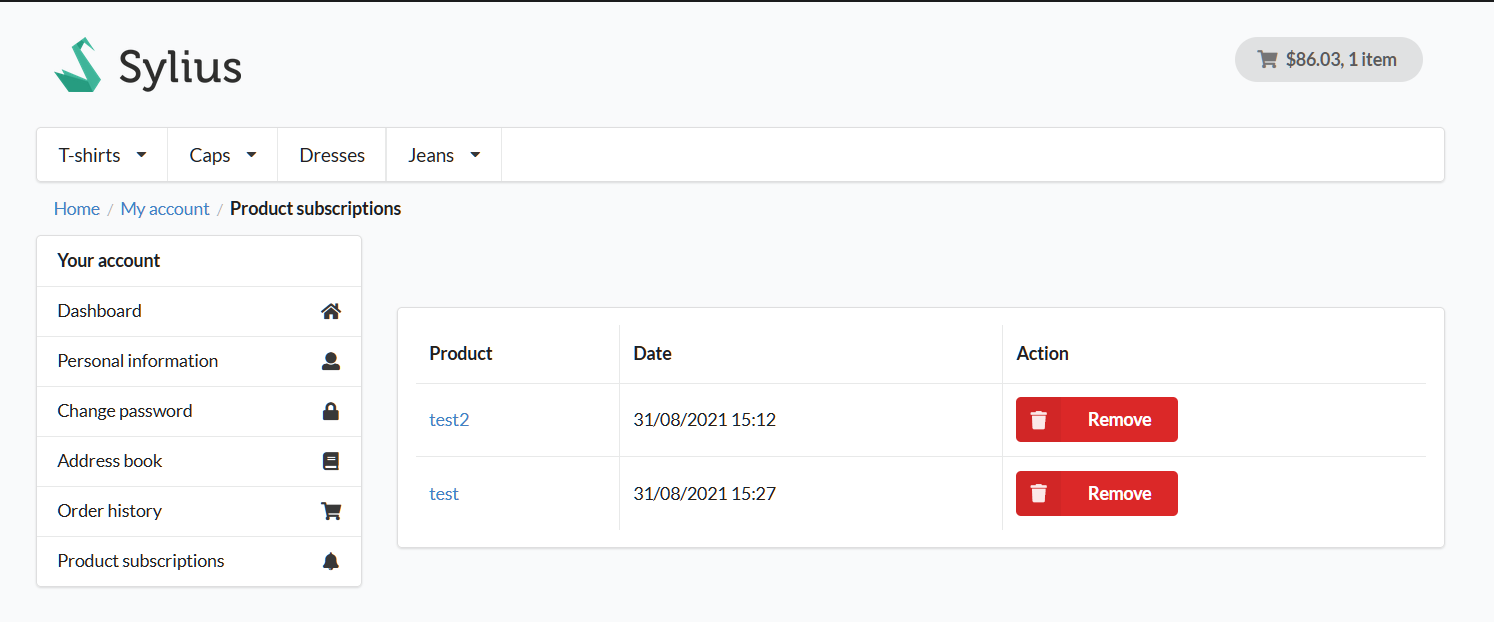 Sylius
$86.03, 1 item
T-shirts Caps Dresses Jeans
Home / My account / Product subscriptions
Your account
Dashboard
Personal information
Change password
Address book
Order history
Product subscriptions
Product Date Action
test2 31/08/2021 15:12 Remove
test 31/08/2021 15:27 Remove